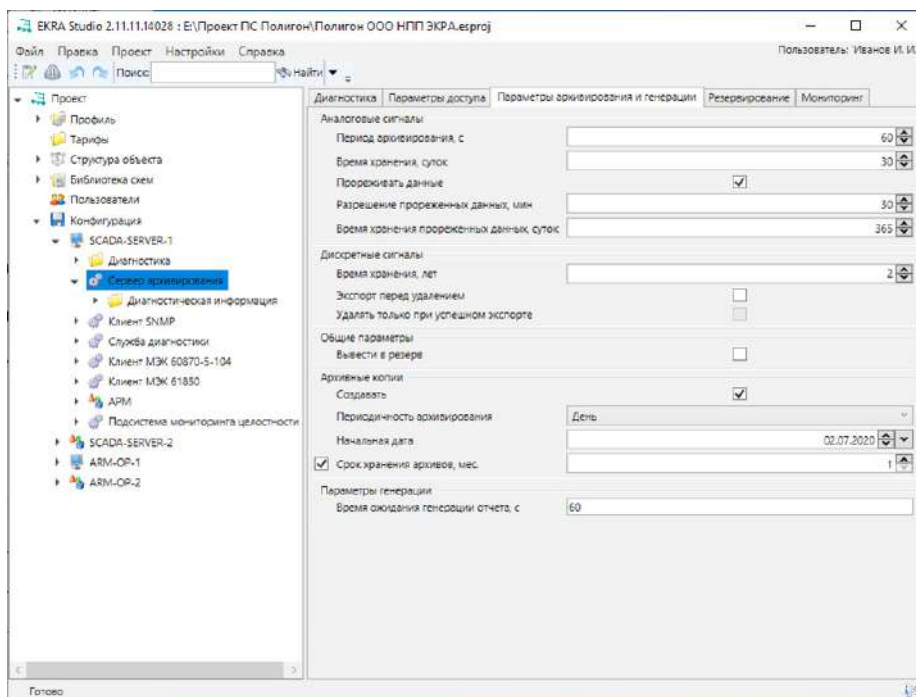 EKRA Studio 2.11.11.14028 : E:\Проект ПС Полигон\Полигон ООО НПП ЭКРА.esproj
Файл Правка Проект Настройки Справка
Пользователь: Иванов И. И.
Поиск: Найти
Проект
Профиль
Тарифы
Структура объекта
Библиотека схем
Пользователи
Конфигурация
SCADA-SERVER-1
Диагностика
Сервер архивирования
Диагностическая информация
Клиент SNMP
Служба диагностики
Клиент МЭК 60870-5-104
Клиент МЭК 61850
АРМ
Подсистема мониторинга целостности
SCADA-SERVER-2
ARM-OP-1
ARM-OP-2
Диагностика Параметры доступа Параметры архивирования и генерации Резервирование Мониторинг
Аналоговые сигналы
Период архивирования, с 60
Время хранения, суток 30
Прореживать данные
Разрешение прореженных данных, мин 30
Время хранения прореженных данных, суток 365
Дискретные сигналы
Время хранения, лет 2
Экспорт перед удалением
Удалять только при успешном экспорте
Общие параметры
Вывести в резерв
Архивные копии
Создавать
Периодичность архивирования День
Начальная дата 02.07.2020
Срок хранения архивов, мес. 1
Параметры генерации
Время ожидания генерации отчета, с 60
Готово